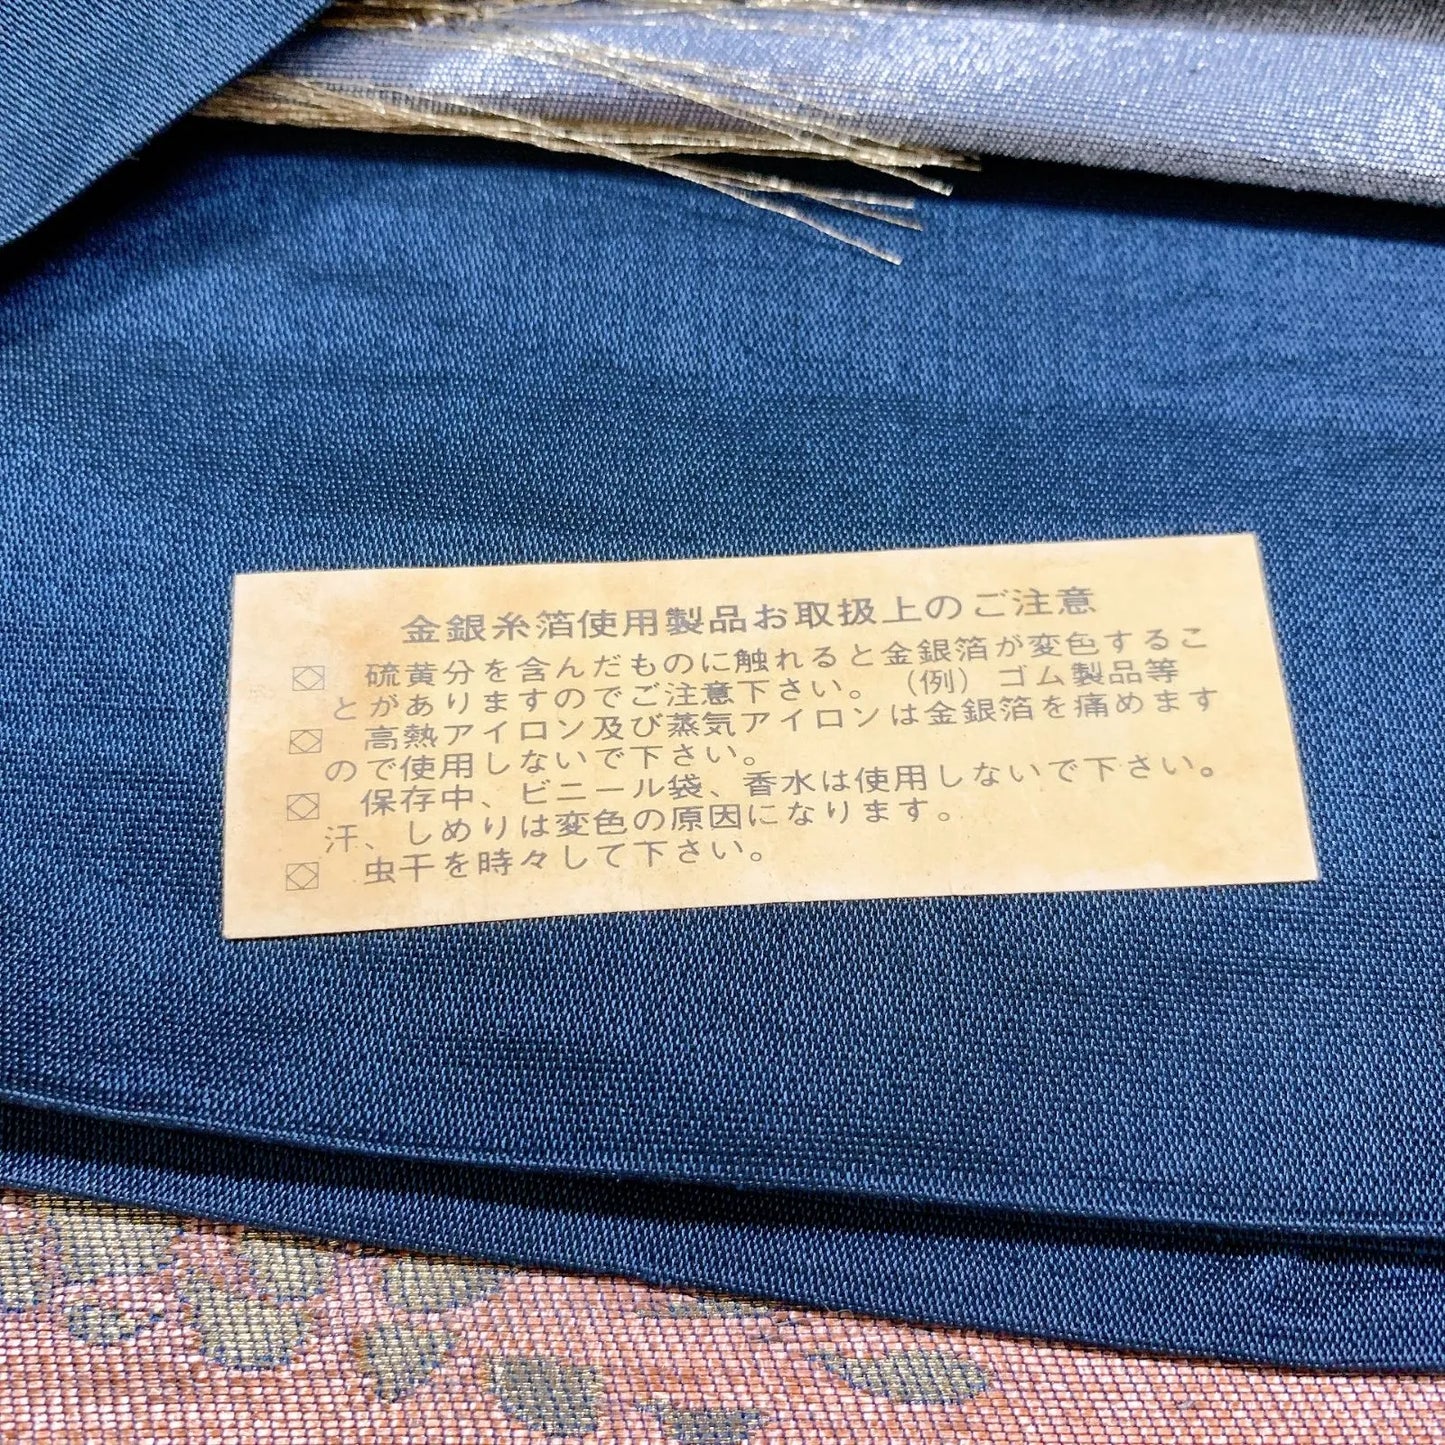 金銀糸箔使用製品お取扱上のご注意
硫黄分を含んだものに触れると金銀箔が変色するこ
とがありますのでご注意下さい。（例）ゴム製品等
高熱アイロン及び蒸気アイロンは金銀箔を痛めます
ので使用しないで下さい。
保存中、ビニール袋、香水は使用しないで下さい。
汗、しめりは変色の原因になります。
虫干を時々して下さい。